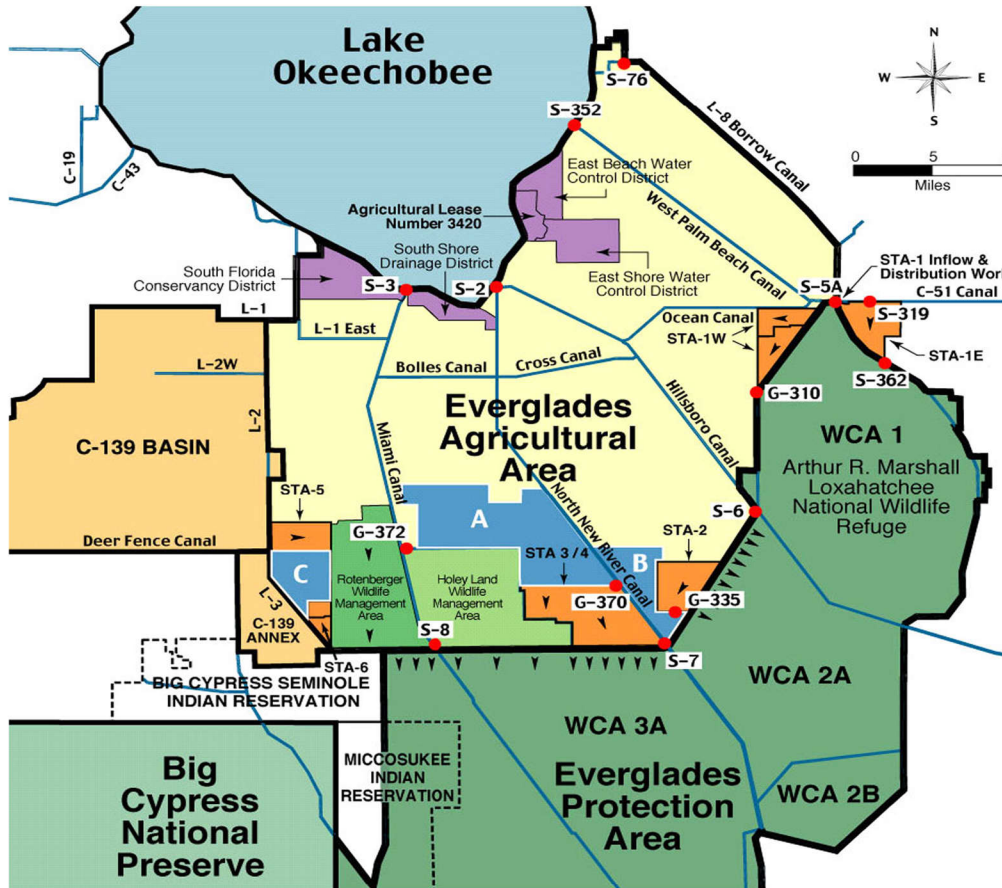 Lake
Okeechobee
S-76
S-352
N
W
E
S
0
5
Miles
L-8 Borrow Canal
C-19
C-43
East Beach Water
Control District
Agricultural Lease
Number 3420
West Palm Beach Canal
South Shore
Drainage District
South Florida
Conservancy District
East Shore Water
Control District
STA-1 Inflow &
Distribution Work
S-3
S-2
S-5A
C-51 Canal
L-1
L-1 East
Ocean Canal
S-319
STA-1W
STA-1E
L-2W
Bolles Canal
Cross Canal
S-362
G-310
L-2
Everglades
Agricultural
Area
Hillsboro Canal
C-139 BASIN
Miami Canal
WCA 1
Arthur R. Marshall
Loxahatchee
National Wildlife
Refuge
STA-5
North New River Canal
A
S-6
Deer Fence Canal
G-372
STA 3/4
STA-2
B
C
Rotenberger
Wildlife
Management
Area
Holey Land
Wildlife
Management
Area
G-370
G-335
L-3
C-139
ANNEX
S-8
S-7
STA-6
BIG CYPRESS SEMINOLE
INDIAN RESERVATION
WCA 2A
WCA 3A
MICCOSUKEE
INDIAN
RESERVATION
Big
Cypress
National
Preserve
Everglades
Protection
Area
WCA 2B